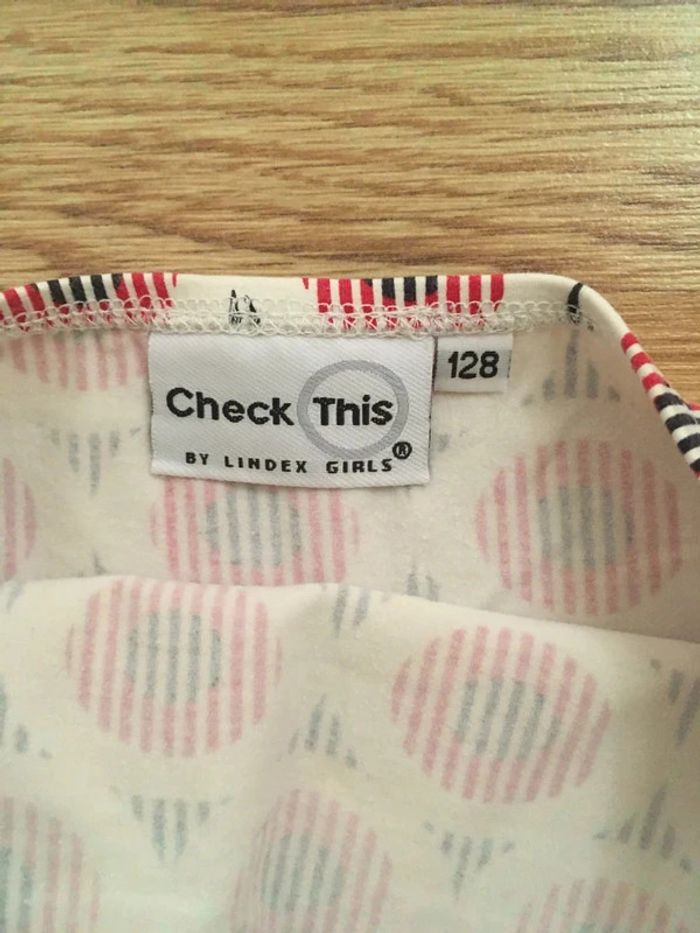 Check This
BY LINDEX GIRLS®
128